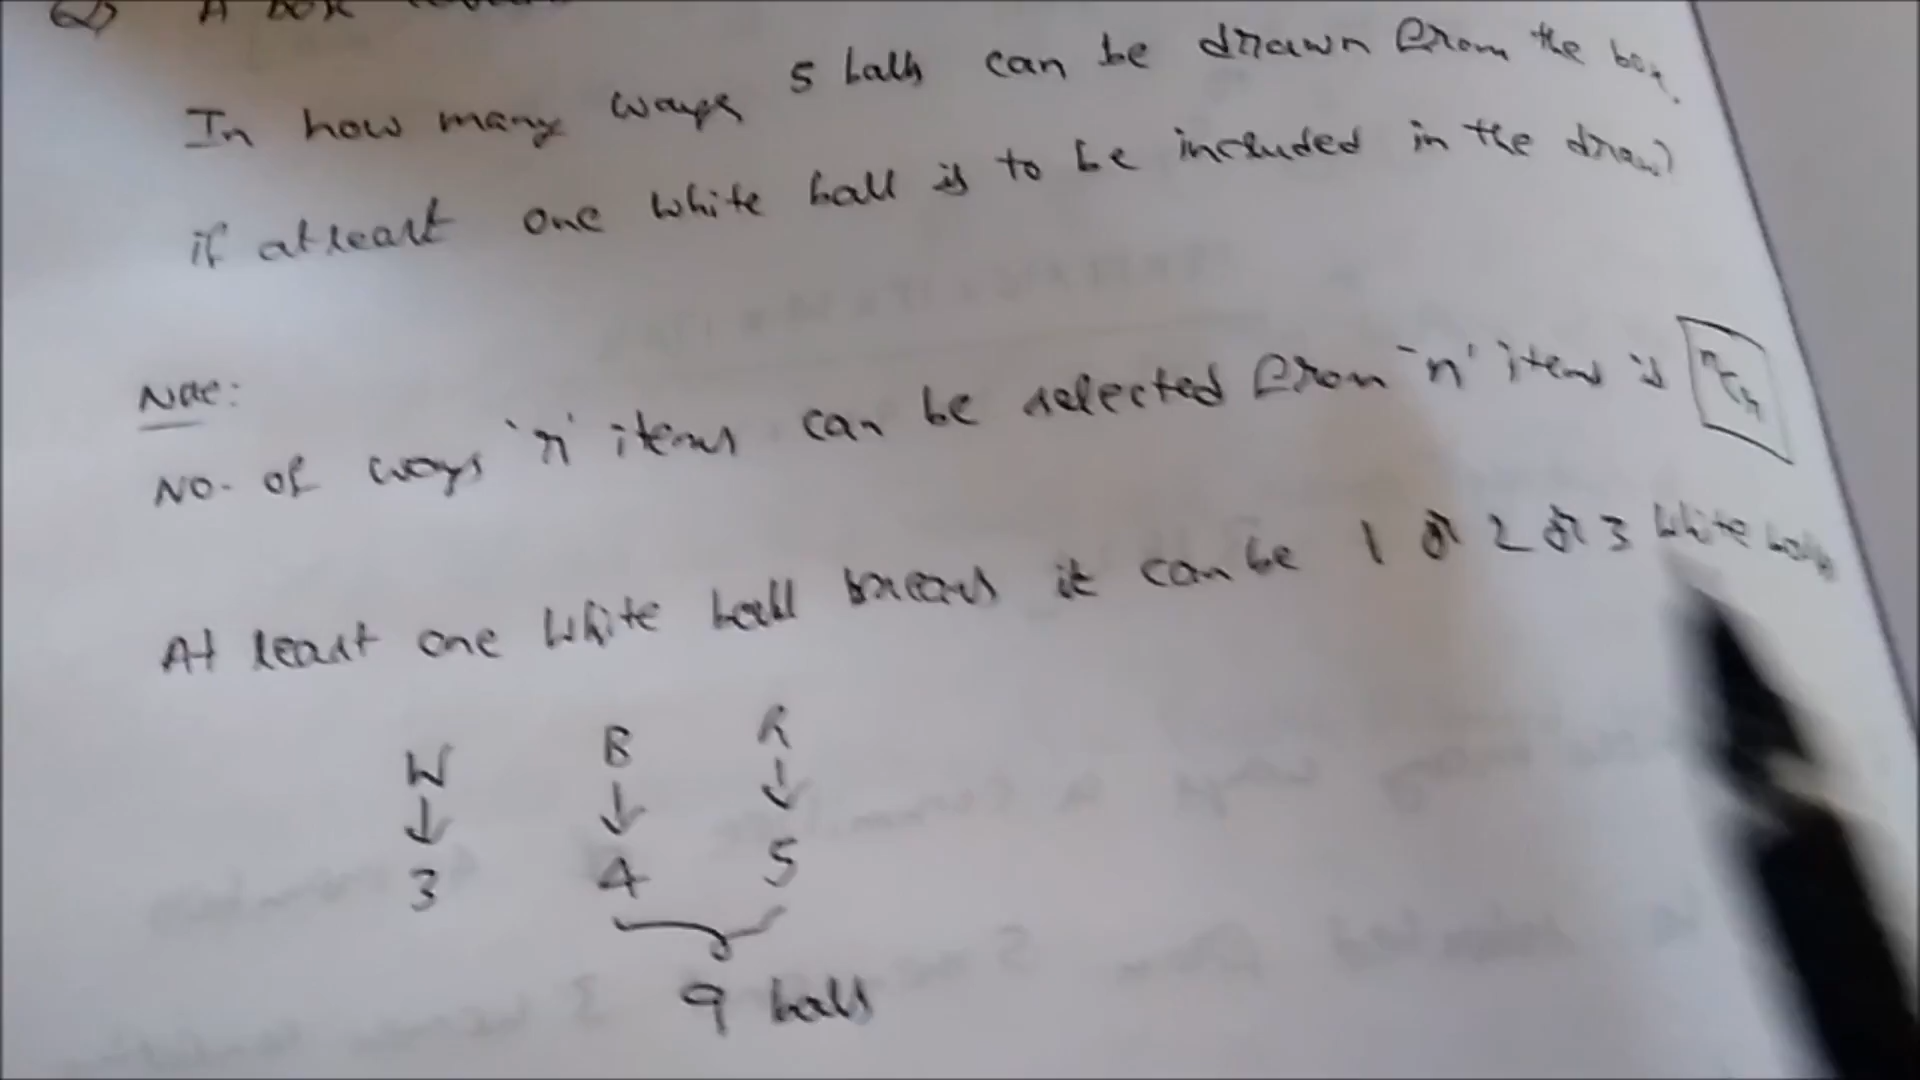 Q) A box
In how many ways 5 balls can be drawn from the box.
if atleast one white ball is to be included in the draw?
Note:
No. of ways 'r' items can be selected from 'n' items is nCr
At least one white ball means it can be 1 or 2 or 3 white balls
W B R
↓ ↓ ↓
3 4 5
9 balls